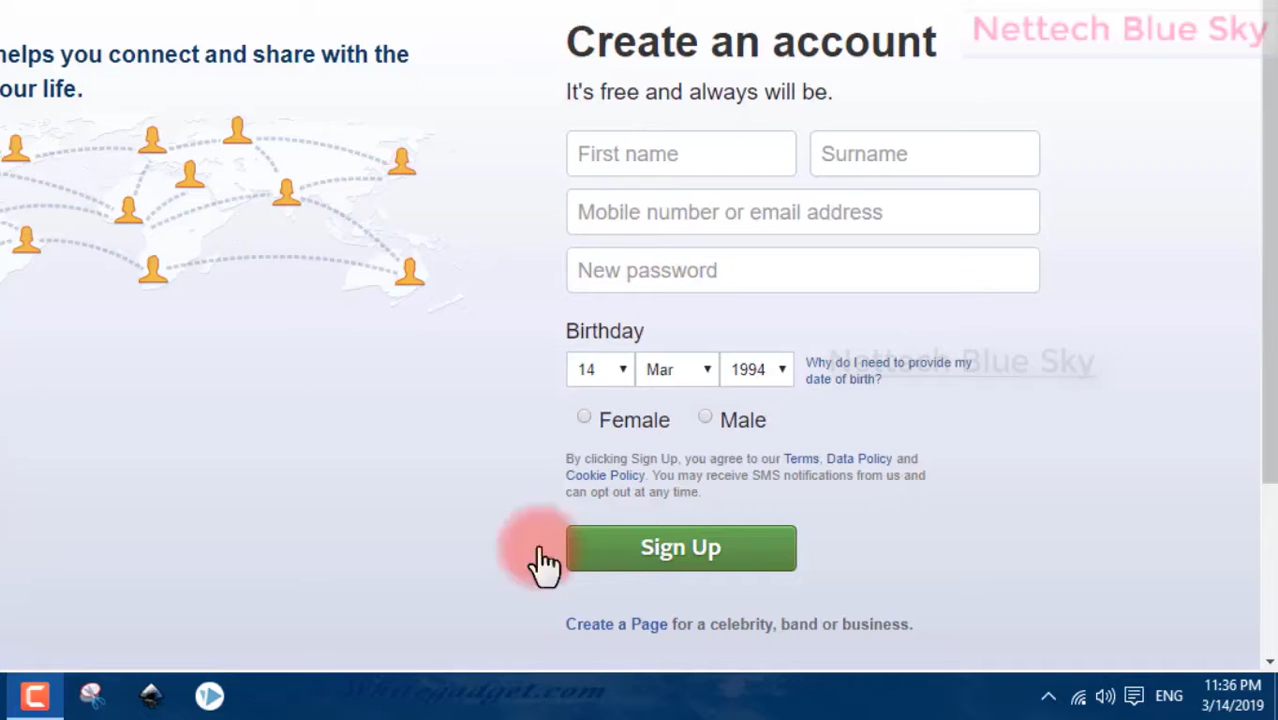 Nettech Blue Sky
helps you connect and share with the
our life.
Create an account
It's free and always will be.
First name
Surname
Mobile number or email address
New password
Birthday
14
Mar
1994
Why do I need to provide my
date of birth?
Nettech Blue Sky
Female
Male
By clicking Sign Up, you agree to our Terms, Data Policy and
Cookie Policy. You may receive SMS notifications from us and
can opt out at any time.
Sign Up
Create a Page for a celebrity, band or business.
Whitegadget.com
ENG
11:36 PM
3/14/2019